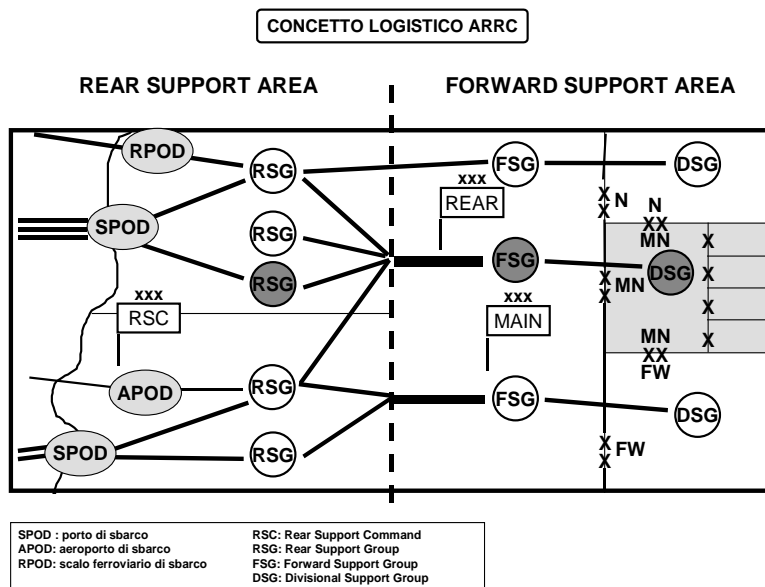 CONCETTO LOGISTICO ARRC
REAR SUPPORT AREA
FORWARD SUPPORT AREA
RPOD
RSG
FSG
DSG
xxx
REAR
X
X N
N
XX
MN
SPOD
RSG
RSG
FSG
DSG
X
X
X
X
X
X MN
xxx
RSC
xxx
MAIN
MN
XX
FW
APOD
RSG
FSG
DSG
SPOD
RSG
X
X FW
SPOD : porto di sbarco
APOD: aeroporto di sbarco
RPOD: scalo ferroviario di sbarco
RSC: Rear Support Command
RSG: Rear Support Group
FSG: Forward Support Group
DSG: Divisional Support Group